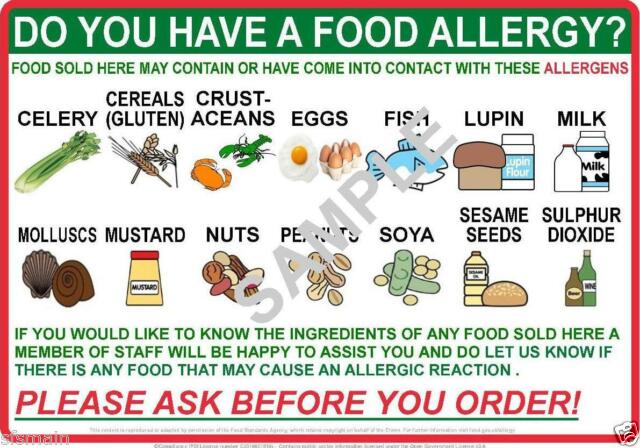 DO YOU HAVE A FOOD ALLERGY?
FOOD SOLD HERE MAY CONTAIN OR HAVE COME INTO CONTACT WITH THESE ALLERGENS
CELERY
CEREALS
(GLUTEN)
CRUST-
ACEANS
EGGS
FISH
LUPIN
MILK
Lupin
Flour
Milk
MOLLUSCS
MUSTARD
NUTS
PEANUTS
SOYA
SESAME
SEEDS
SULPHUR
DIOXIDE
MUSTARD
SESAME
OIL
Beer
WINE
SAMPLE
IF YOU WOULD LIKE TO KNOW THE INGREDIENTS OF ANY FOOD SOLD HERE A
MEMBER OF STAFF WILL BE HAPPY TO ASSIST YOU AND DO LET US KNOW IF
THERE IS ANY FOOD THAT MAY CAUSE AN ALLERGIC REACTION .
PLEASE ASK BEFORE YOU ORDER!
This content is reproduced or adapted by permission of the Food Standards Agency, which retains copyright on behalf of the Crown. For further information visit food.gov.uk/allergy
sfsmain